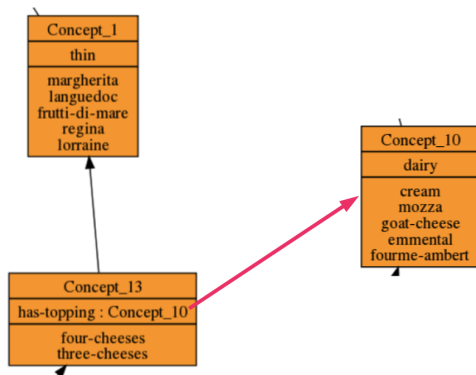 Concept_1
thin
margherita
languedoc
frutti-di-mare
regina
lorraine
Concept_10
dairy
cream
mozza
goat-cheese
emmental
fourme-ambert
Concept_13
has-topping : Concept_10
four-cheeses
three-cheeses